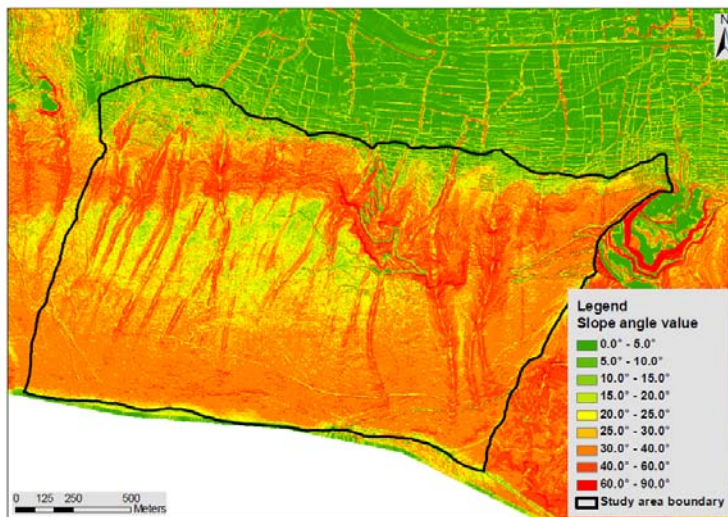 N
Legend
Slope angle value
0.0° - 5.0°
5.0° - 10.0°
10.0° - 15.0°
15.0° - 20.0°
20.0° - 25.0°
25.0° - 30.0°
30.0° - 40.0°
40.0° - 60.0°
60.0° - 90.0°
Study area boundary
0 125 250 500
Meters